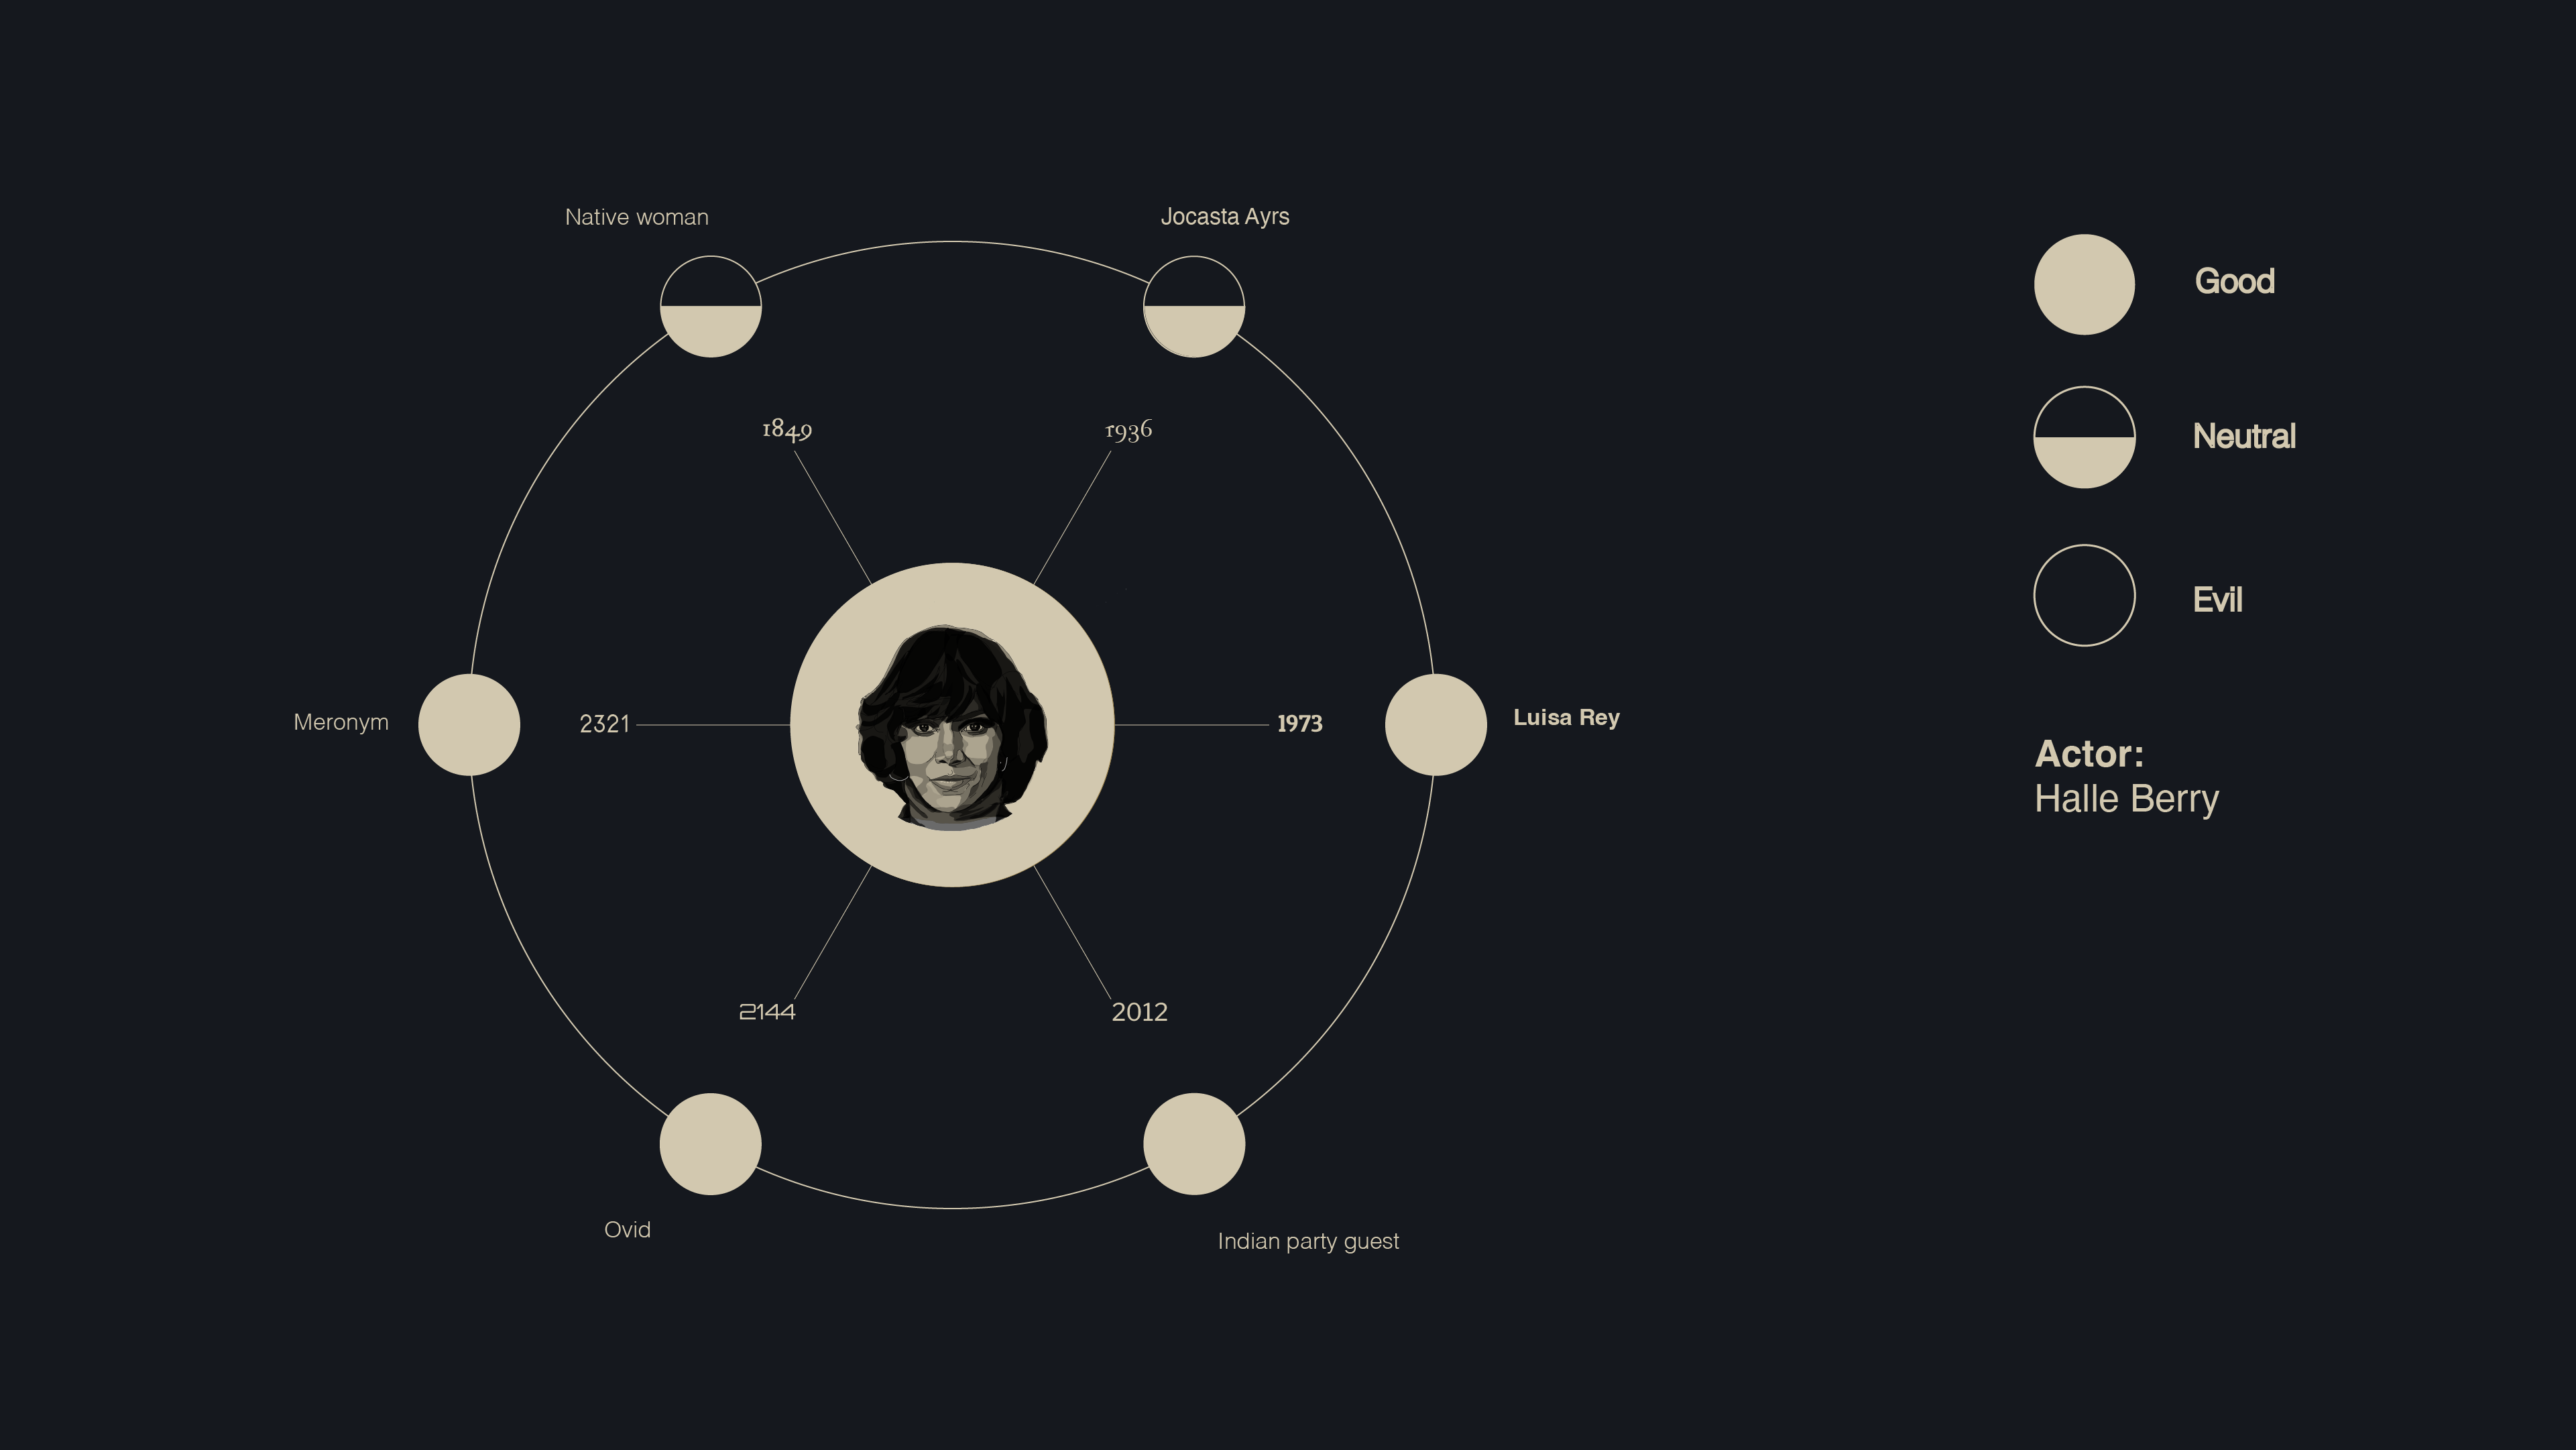 Native woman
Jocasta Ayrs
1849
1936
Meronym
2321
1973
Luisa Rey
2144
2012
Ovid
Indian party guest
Good
Neutral
Evil
Actor:
Halle Berry